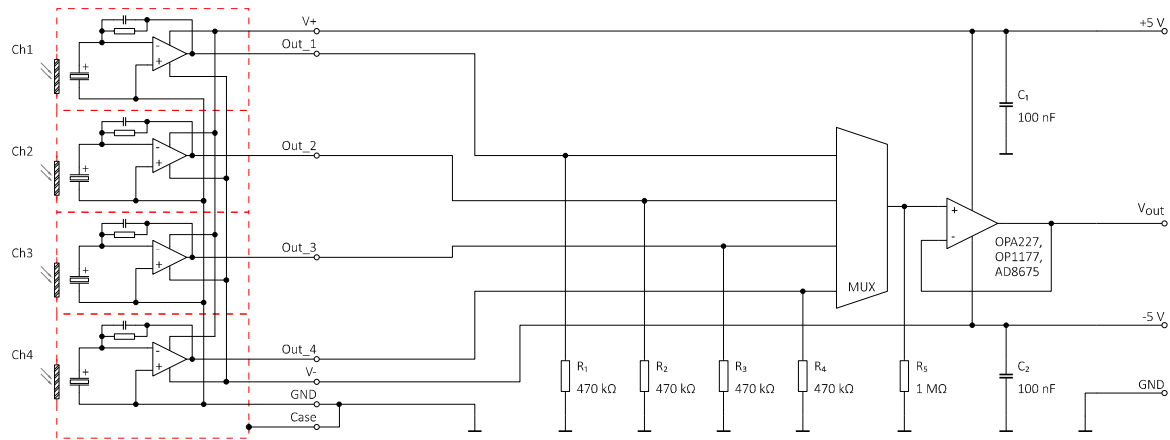 V+
+5 V
Ch1
Out_1
+
-
+
C₁
100 nF
Ch2
Out_2
+
-
+
Vout
+
-
OPA227,
OP1177,
AD8675
Ch3
Out_3
+
-
+
MUX
-5 V
Ch4
Out_4
+
-
+
V-
GND
Case
R₁
470 kΩ
R₂
470 kΩ
R₃
470 kΩ
R₄
470 kΩ
R₅
1 MΩ
C₂
100 nF
GND